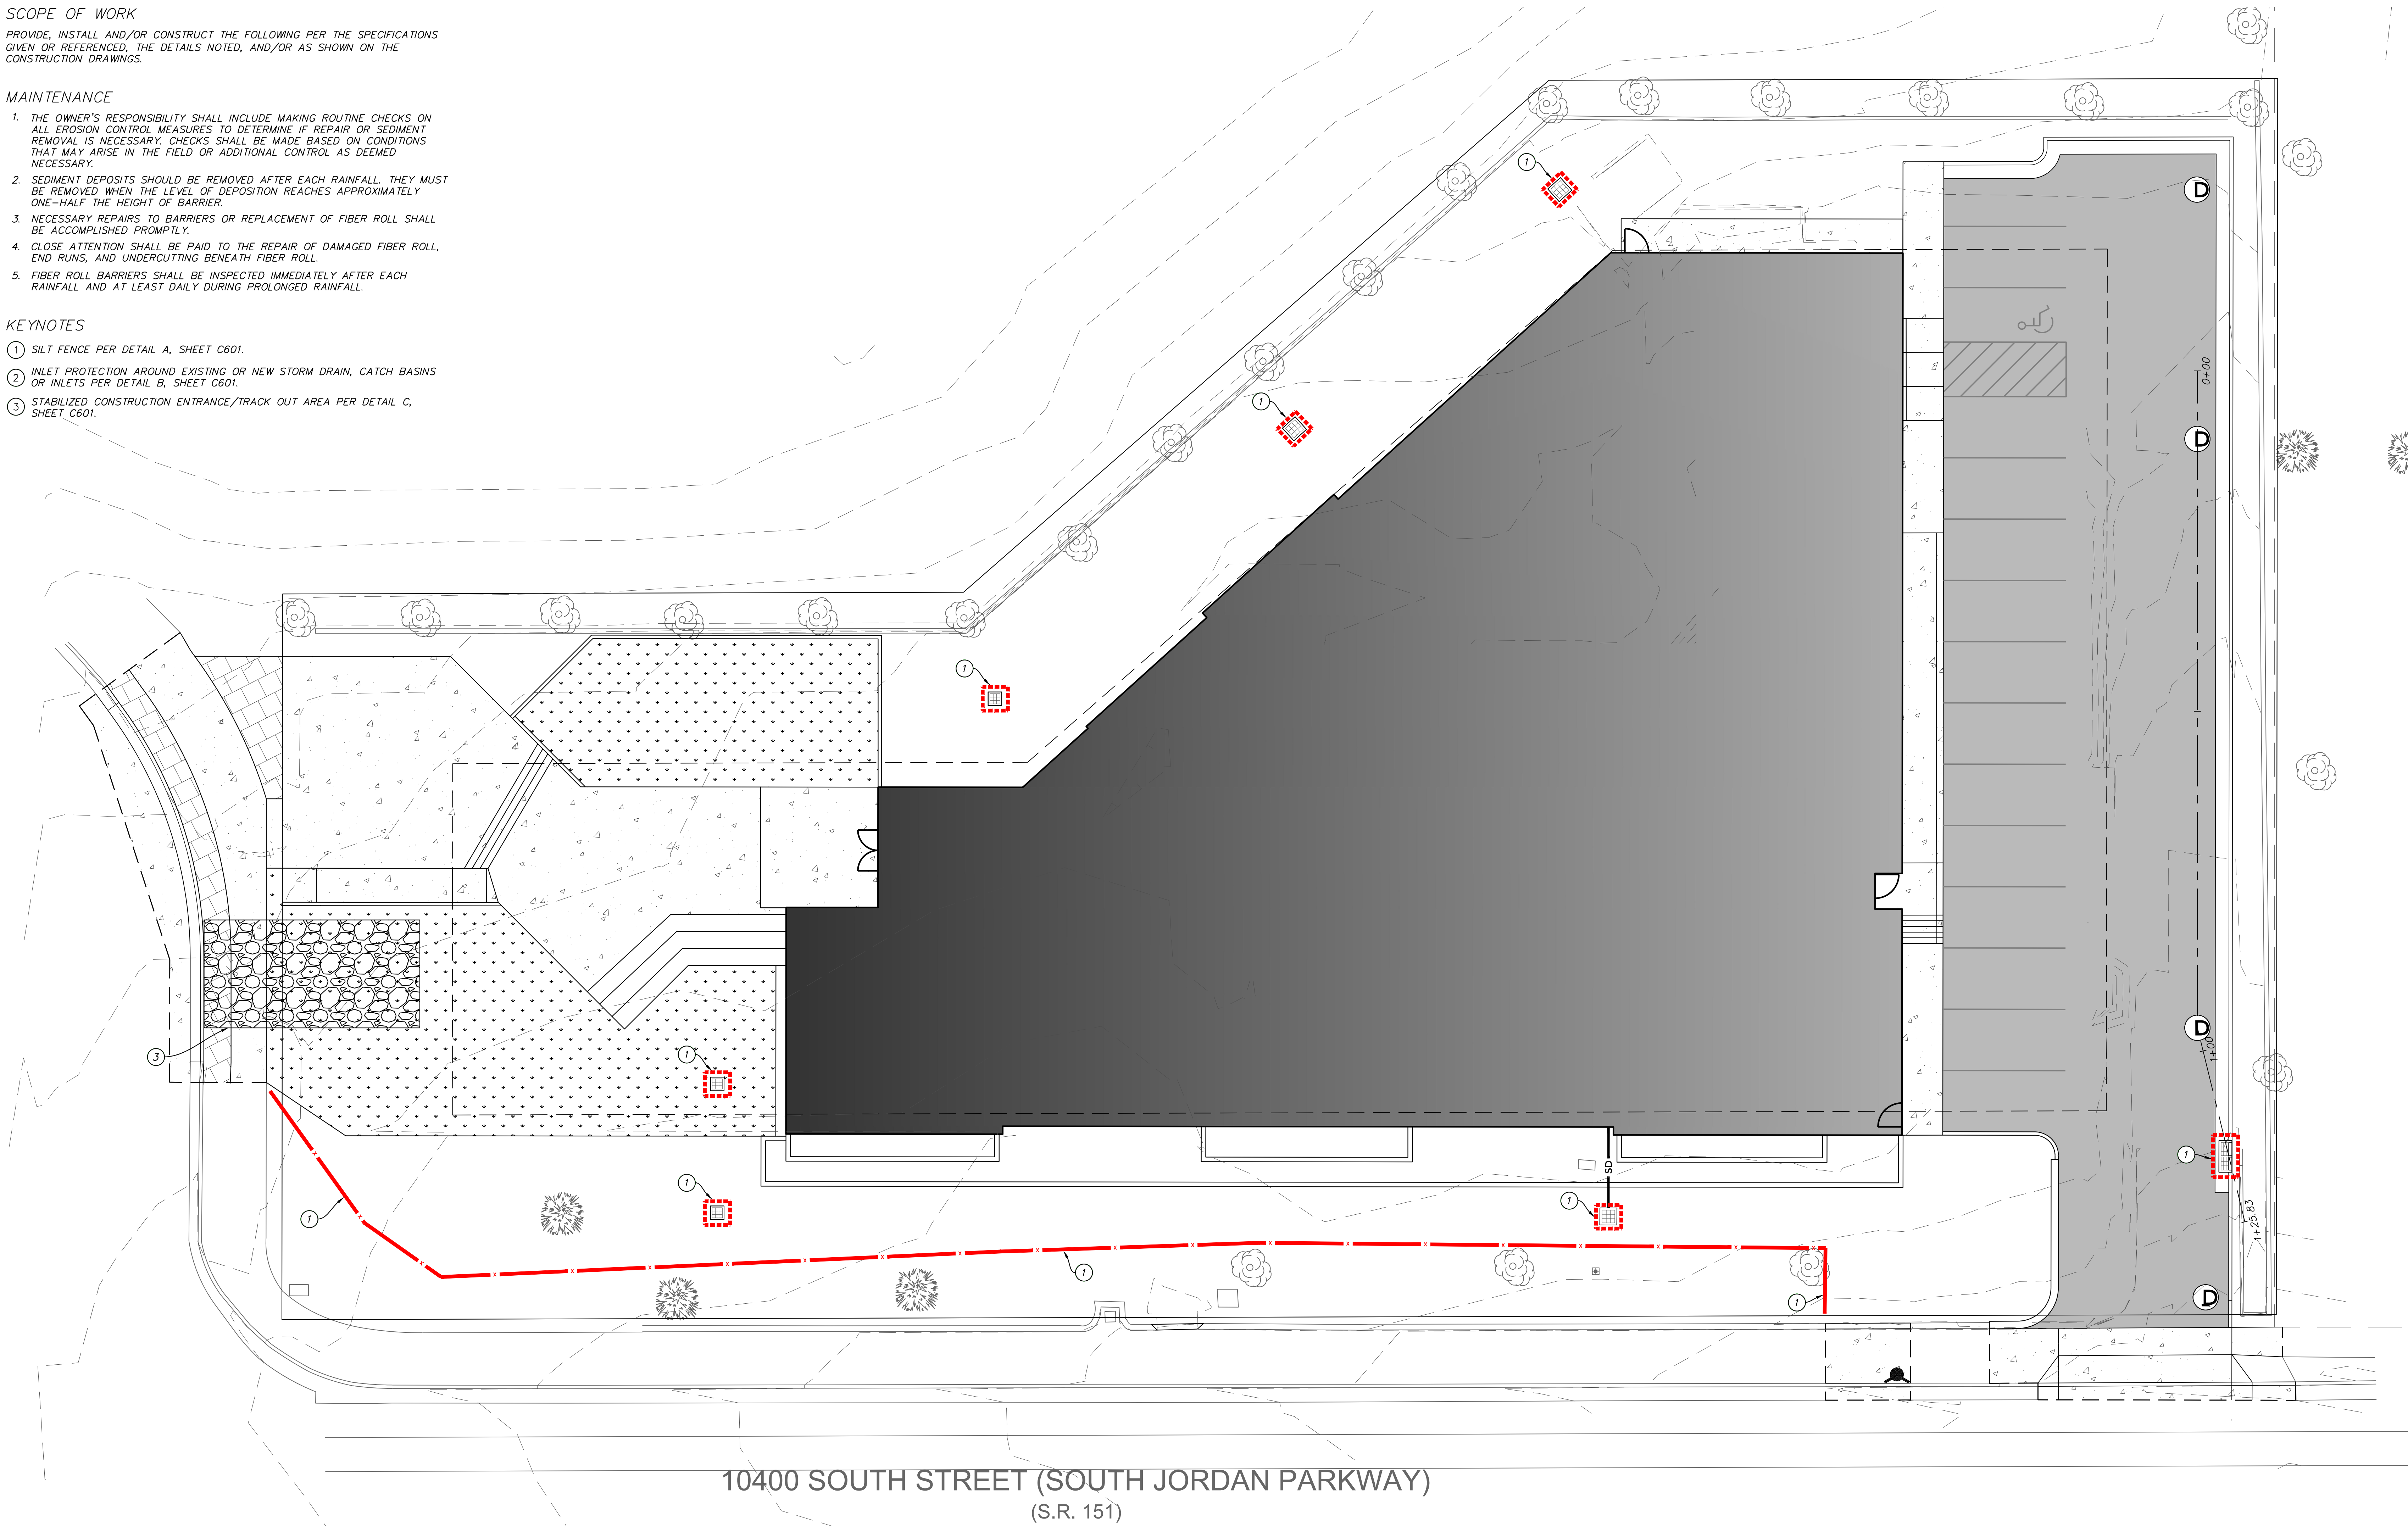 SCOPE OF WORK
PROVIDE, INSTALL AND/OR CONSTRUCT THE FOLLOWING PER THE SPECIFICATIONS
GIVEN OR REFERENCED, THE DETAILS NOTED, AND/OR AS SHOWN ON THE
CONSTRUCTION DRAWINGS.
MAINTENANCE
1. THE OWNER'S RESPONSIBILITY SHALL INCLUDE MAKING ROUTINE CHECKS ON
ALL EROSION CONTROL MEASURES TO DETERMINE IF REPAIR OR SEDIMENT
REMOVAL IS NECESSARY. CHECKS SHALL BE MADE BASED ON CONDITIONS
THAT MAY ARISE IN THE FIELD OR ADDITIONAL CONTROL AS DEEMED
NECESSARY.
2. SEDIMENT DEPOSITS SHOULD BE REMOVED AFTER EACH RAINFALL. THEY MUST
BE REMOVED WHEN THE LEVEL OF DEPOSITION REACHES APPROXIMATELY
ONE-HALF THE HEIGHT OF BARRIER.
3. NECESSARY REPAIRS TO BARRIERS OR REPLACEMENT OF FIBER ROLL SHALL
BE ACCOMPLISHED PROMPTLY.
4. CLOSE ATTENTION SHALL BE PAID TO THE REPAIR OF DAMAGED FIBER ROLL,
END RUNS, AND UNDERCUTTING BENEATH FIBER ROLL.
5. FIBER ROLL BARRIERS SHALL BE INSPECTED IMMEDIATELY AFTER EACH
RAINFALL AND AT LEAST DAILY DURING PROLONGED RAINFALL.
KEYNOTES
1 SILT FENCE PER DETAIL A, SHEET C601.
2 INLET PROTECTION AROUND EXISTING OR NEW STORM DRAIN, CATCH BASINS
OR INLETS PER DETAIL B, SHEET C601.
3 STABILIZED CONSTRUCTION ENTRANCE/TRACK OUT AREA PER DETAIL C,
SHEET C601.
1
D
0+00
1
D
1
D
1+00
3
1
1
1
1
1
1+25.83
SD
1
1
1
D
10400 SOUTH STREET (SOUTH JORDAN PARKWAY)
(S.R. 151)